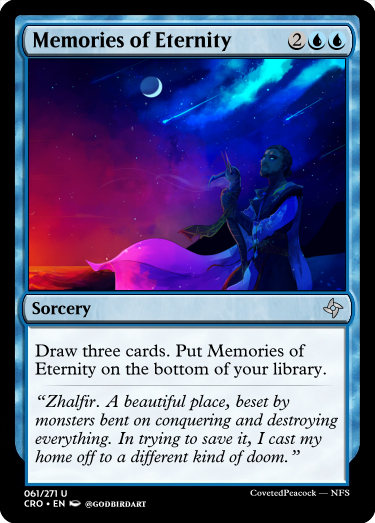 Memories of Eternity 2
Sorcery
Draw three cards. Put Memories of
Eternity on the bottom of your library.
“Zhalfir. A beautiful place, beset by
monsters bent on conquering and destroying
everything. In trying to save it, I cast my
home off to a different kind of doom.”
061/271 U
CRO • EN @GODBIRDART
CovetedPeacock — NFS